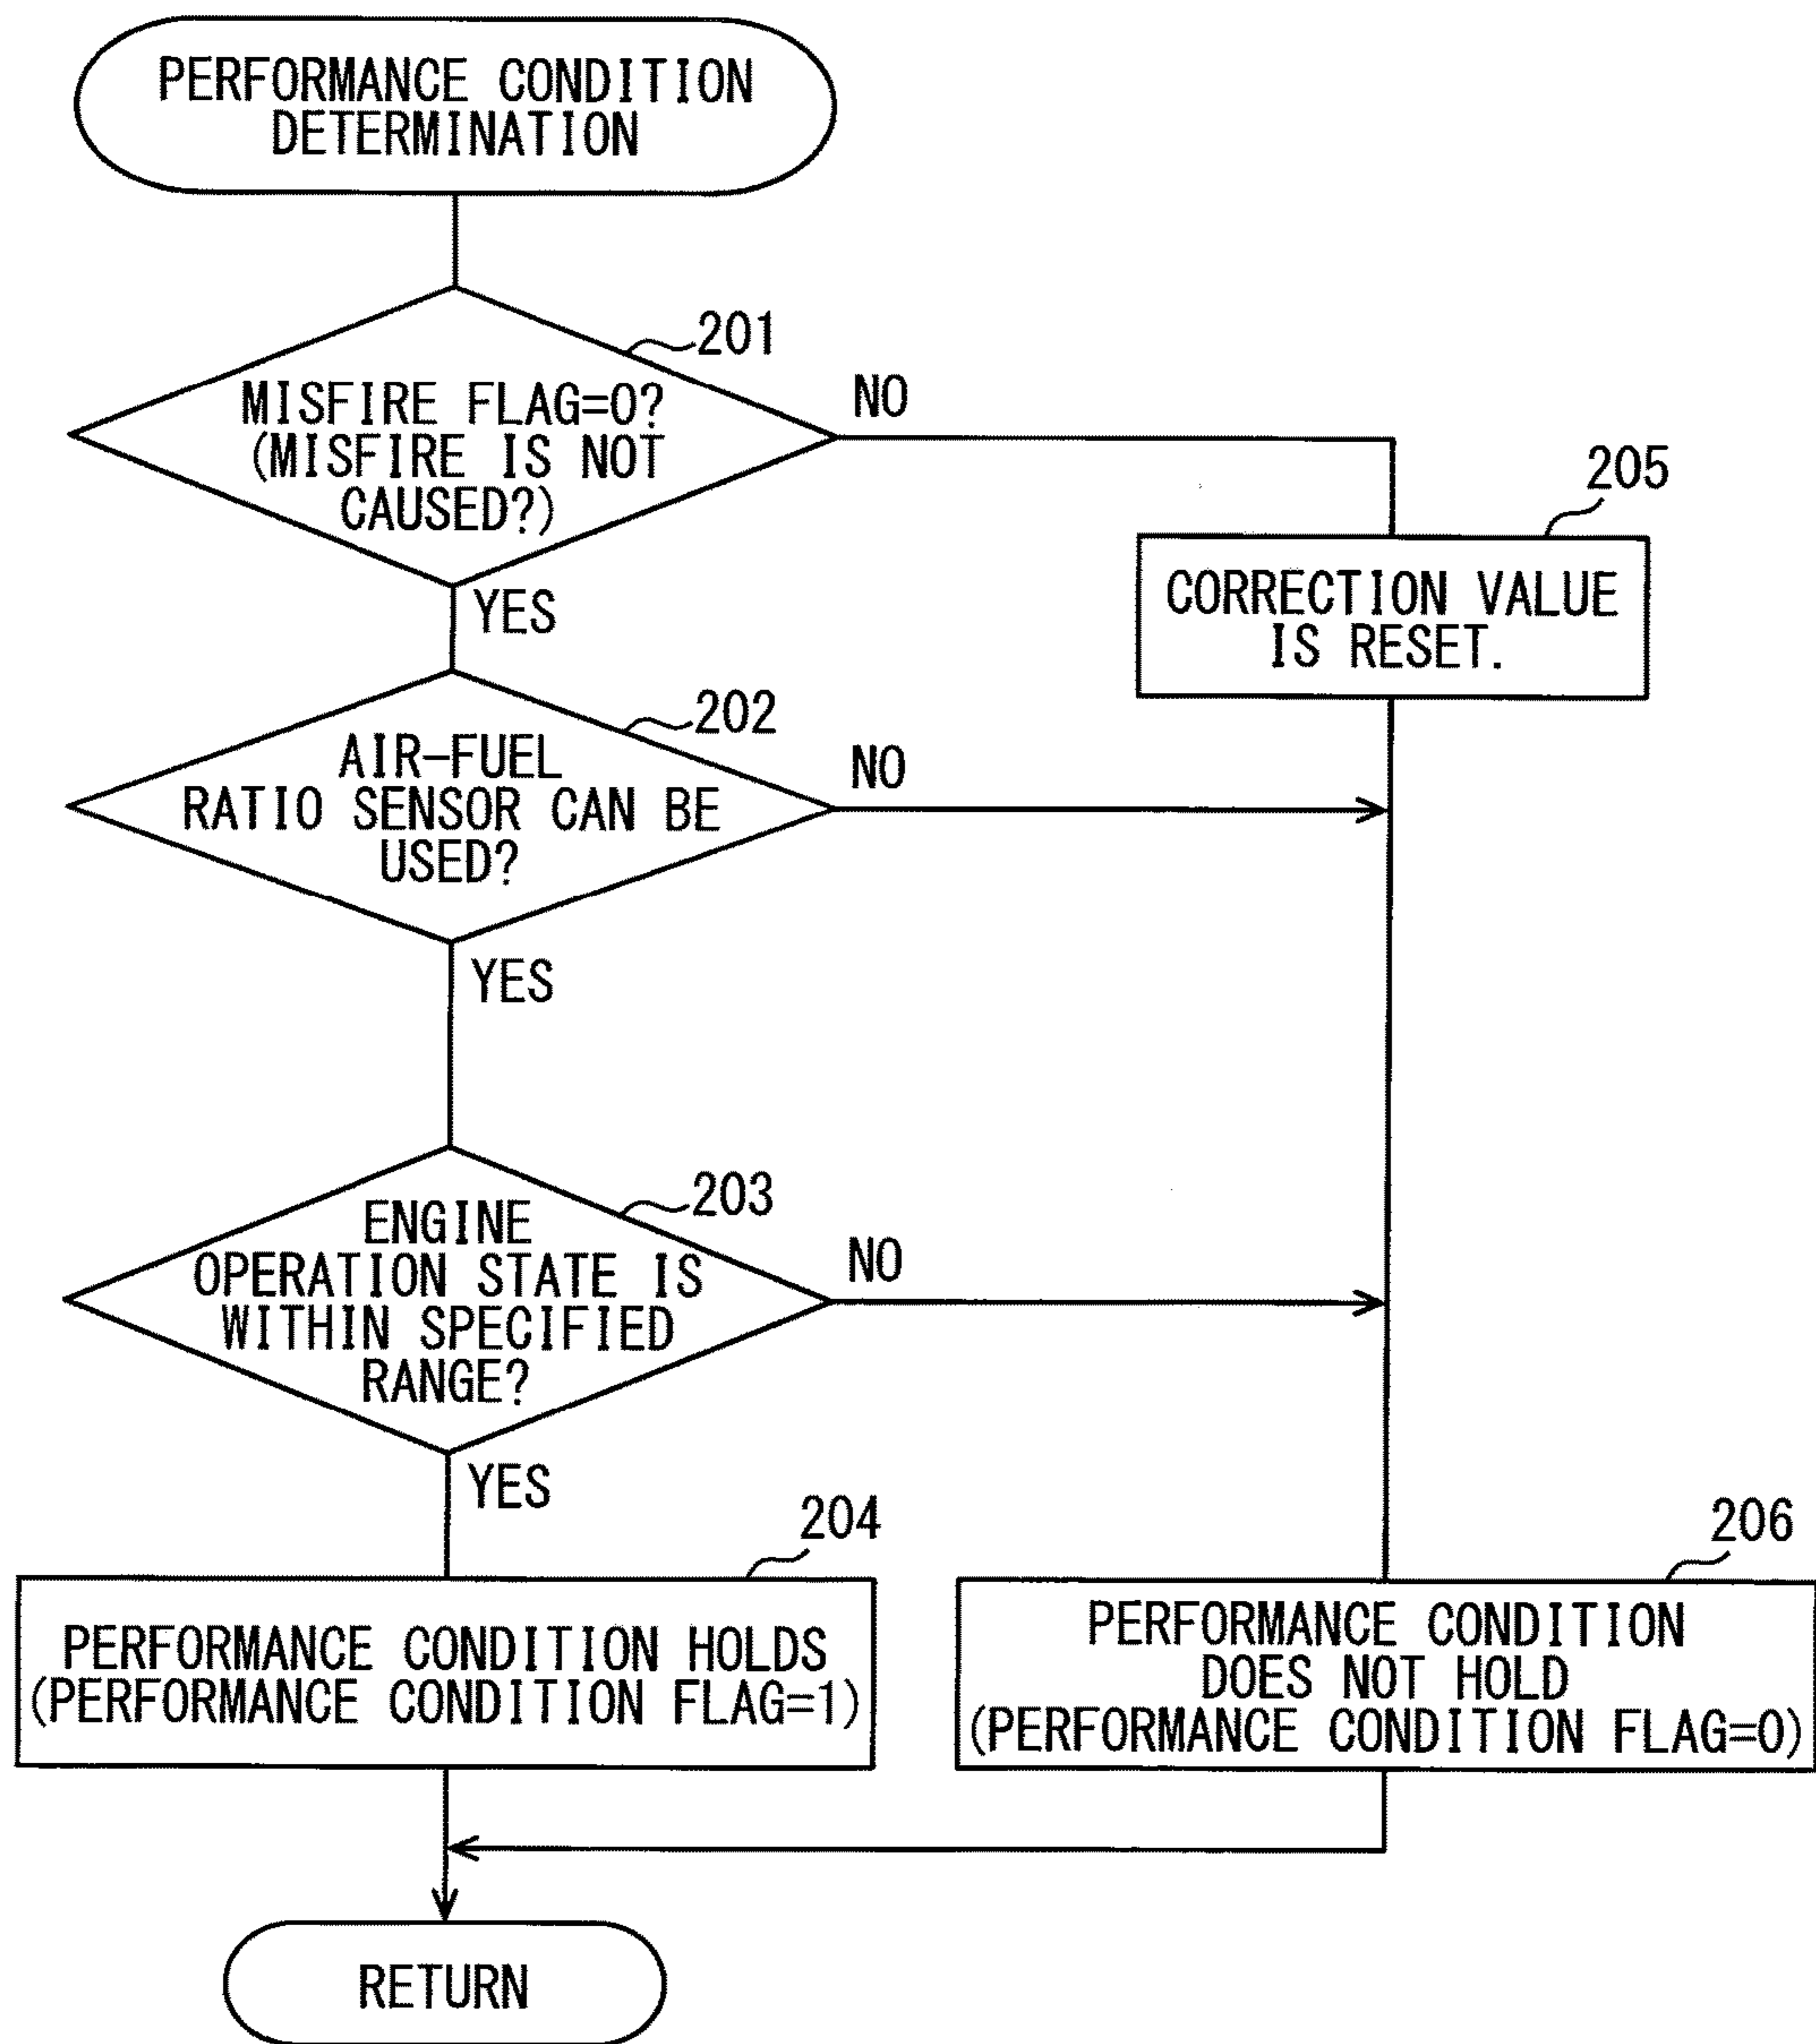 PERFORMANCE CONDITION
DETERMINATION
201
MISFIRE FLAG=0?
(MISFIRE IS NOT
CAUSED?)
NO
YES
205
CORRECTION VALUE
IS RESET.
202
AIR-FUEL
RATIO SENSOR CAN BE
USED?
NO
YES
203
ENGINE
OPERATION STATE IS
WITHIN SPECIFIED
RANGE?
NO
YES
204
PERFORMANCE CONDITION HOLDS
(PERFORMANCE CONDITION FLAG=1)
206
PERFORMANCE CONDITION
DOES NOT HOLD
(PERFORMANCE CONDITION FLAG=0)
RETURN